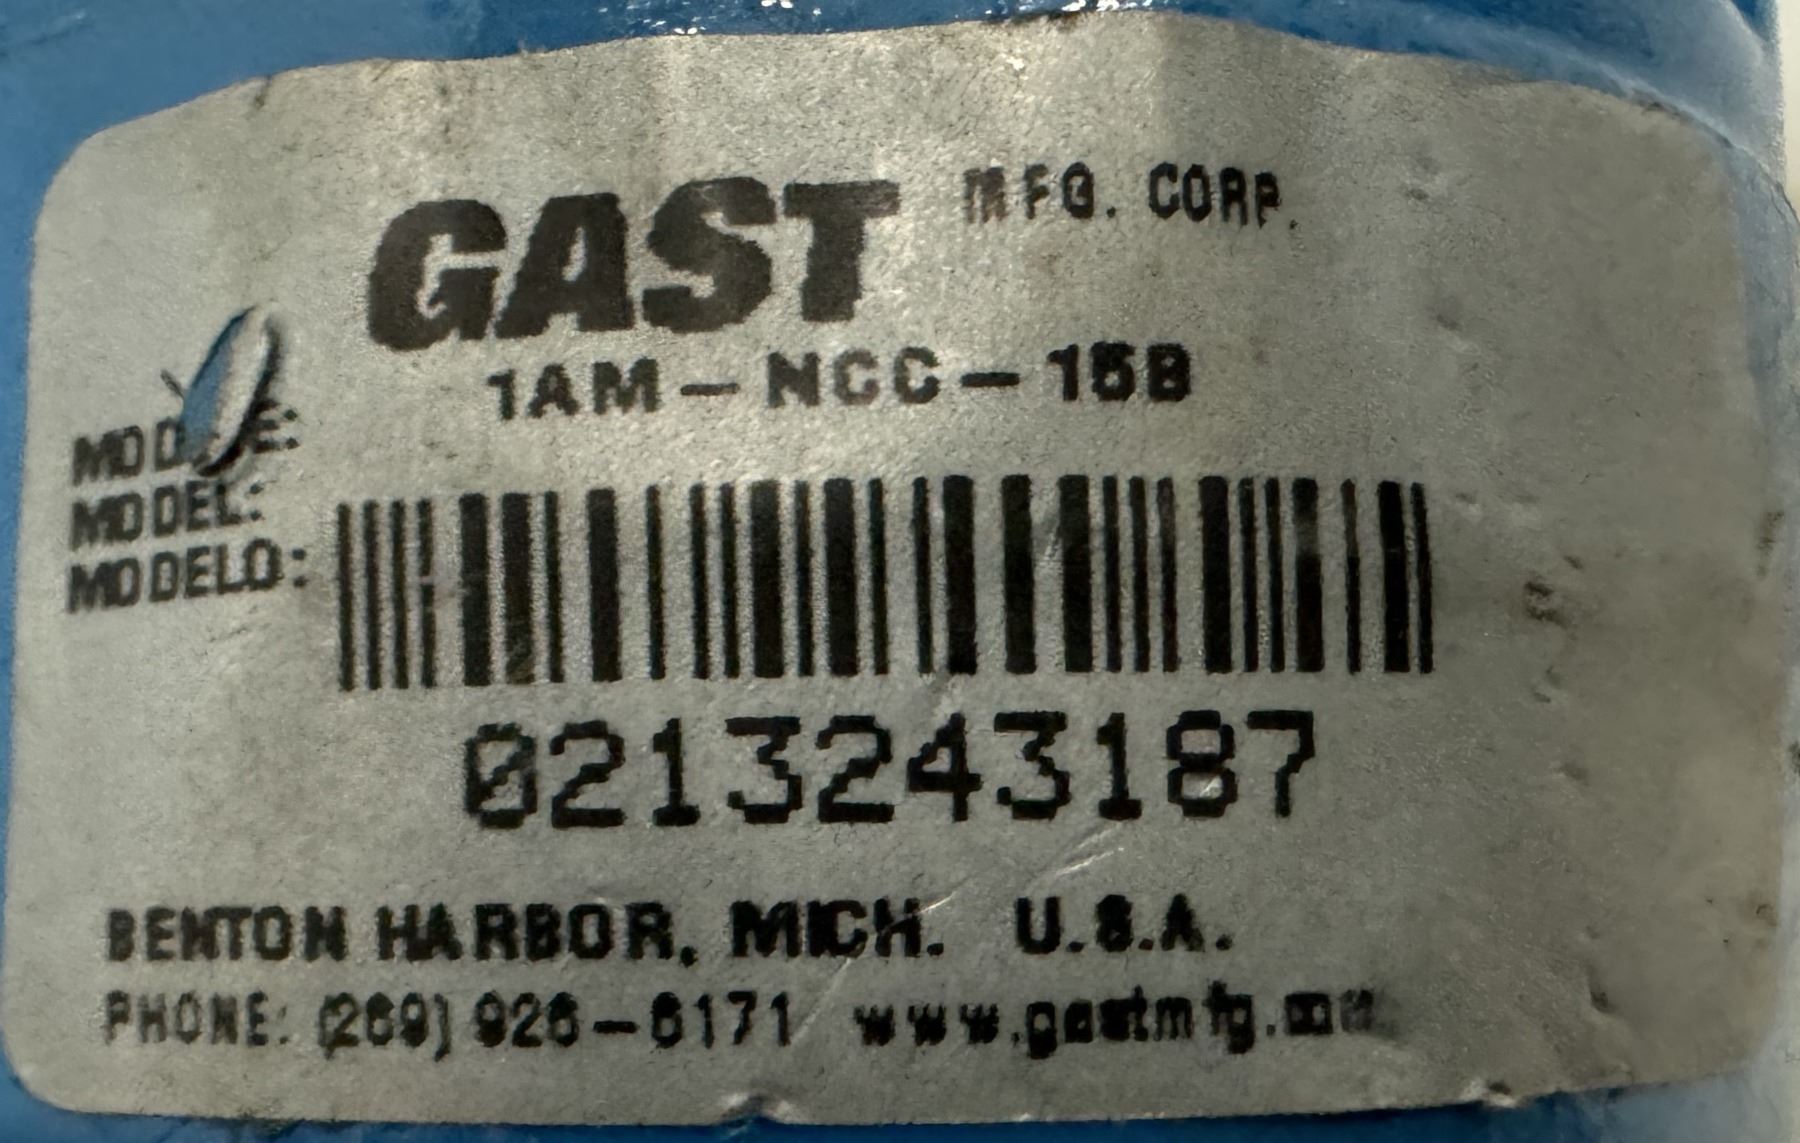 GAST MFG. CORP.
1AM-NCC-15B
MODELE:
MODEL:
MODELO:
0213243187
BENTON HARBOR, MICH. U.S.A.
PHONE: (269) 926-6171 www.gastmfg.com